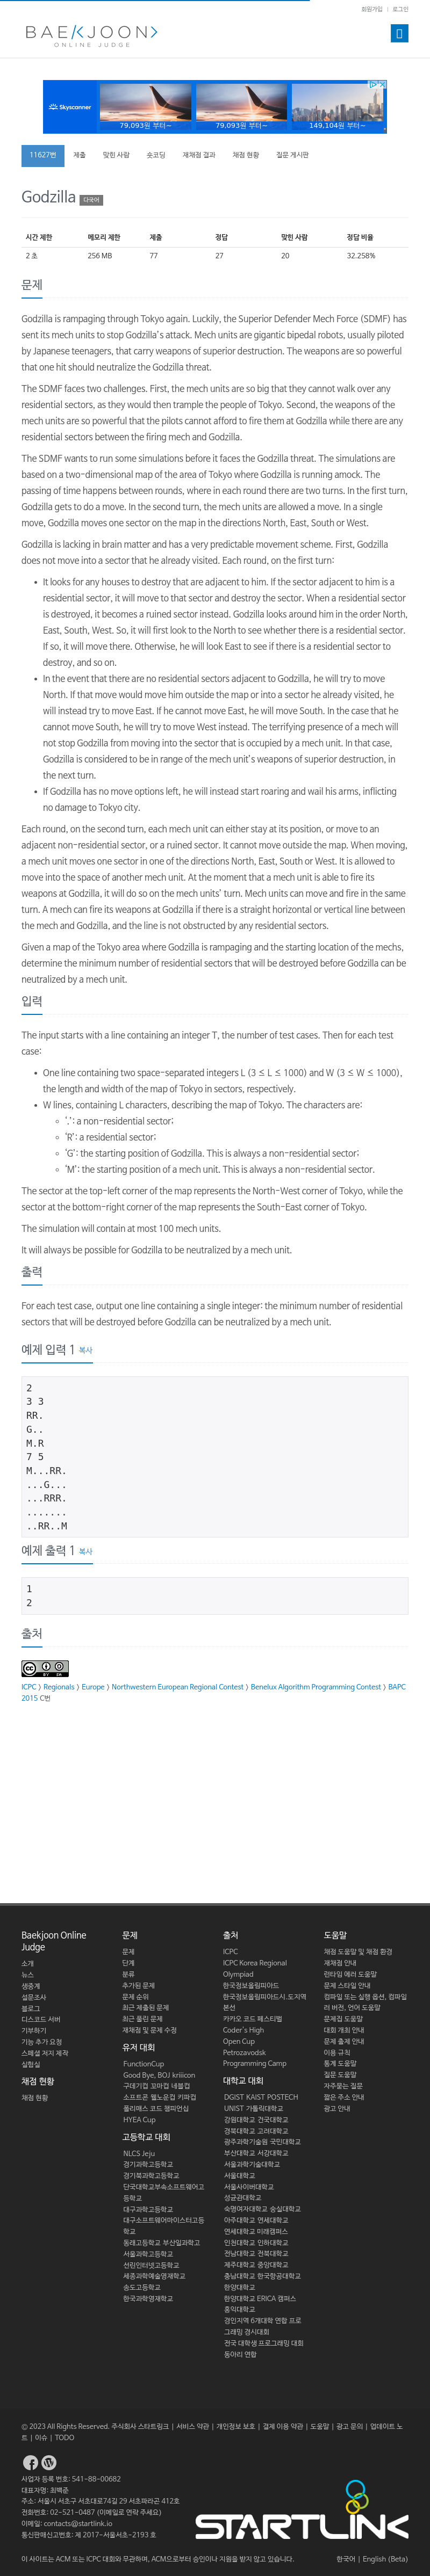 회원가입 | 로그인
BAEKJOON>
ONLINE JUDGE
Skyscanner
79,093원 부터~
79,093원 부터~
149,104원 부터~
11627번 제출 맞힌 사람 숏코딩 재채점 결과 채점 현황 질문 게시판
Godzilla 다국어
시간 제한 메모리 제한 제출 정답 맞힌 사람 정답 비율
2 초 256 MB 77 27 20 32.258%
문제
Godzilla is rampaging through Tokyo again. Luckily, the Superior Defender Mech Force (SDMF) has
sent its mech units to stop Godzilla's attack. Mech units are gigantic bipedal robots, usually piloted
by Japanese teenagers, that carry weapons of superior destruction. The weapons are so powerful
that one hit should neutralize the Godzilla threat.
The SDMF faces two challenges. First, the mech units are so big that they cannot walk over any
residential sectors, as they would then trample the people of Tokyo. Second, the weapons of the
mech units are so powerful that the pilots cannot afford to fire them at Godzilla while there are any
residential sectors between the firing mech and Godzilla.
The SDMF wants to run some simulations before it faces the Godzilla threat. The simulations are
based on a two-dimensional map of the area of Tokyo where Godzilla is running amock. The
passing of time happens between rounds, where in each round there are two turns. In the first turn,
Godzilla gets to do a move. In the second turn, the mech units are allowed a move. In a single
move, Godzilla moves one sector on the map in the directions North, East, South or West.
Godzilla is lacking in brain matter and has a very predictable movement scheme. First, Godzilla
does not move into a sector that he already visited. Each round, on the first turn:
• It looks for any houses to destroy that are adjacent to him. If the sector adjacent to him is a
residential sector, it will move to that sector and destroy the sector. When a residential sector
is destroyed, it becomes a ruined sector instead. Godzilla looks around him in the order North,
East, South, West. So, it will first look to the North to see whether there is a residential sector.
If so, it will move there. Otherwise, he will look East to see if there is a residential sector to
destroy, and so on.
• In the event that there are no residential sectors adjacent to Godzilla, he will try to move
North. If that move would move him outside the map or into a sector he already visited, he
will instead try to move East. If he cannot move East, he will move South. In the case that he
cannot move South, he will try to move West instead. The terrifying presence of a mech will
not stop Godzilla from moving into the sector that is occupied by a mech unit. In that case,
Godzilla is considered to be in range of the mech unit's weapons of superior destruction, in
the next turn.
• If Godzilla has no move options left, he will instead start roaring and wail his arms, inflicting
no damage to Tokyo city.
Each round, on the second turn, each mech unit can either stay at its position, or move to an
adjacent non-residential sector, or a ruined sector. It cannot move outside the map. When moving,
a mech unit moves one sector in one of the directions North, East, South or West. It is allowed to
move into the space of another mech unit. At the moment that a mech unit is able to fire its
weapons at Godzilla, it will do so on the mech units' turn. Mech units can move and fire in the same
turn. A mech can fire its weapons at Godzilla if there is a straight horizontal or vertical line between
the mech and Godzilla, and the line is not obstructed by any residential sectors.
Given a map of the Tokyo area where Godzilla is rampaging and the starting location of the mechs,
determine the minimum number of residential sectors that will be destroyed before Godzilla can be
neutralized by a mech unit.
입력
The input starts with a line containing an integer T, the number of test cases. Then for each test
case:
• One line containing two space-separated integers L (3 ≤ L ≤ 1000) and W (3 ≤ W ≤ 1000),
the length and width of the map of Tokyo in sectors, respectively.
• W lines, containing L characters, describing the map of Tokyo. The characters are:
◦ '.': a non-residential sector;
◦ 'R': a residential sector;
◦ 'G': the starting position of Godzilla. This is always a non-residential sector;
◦ 'M': the starting position of a mech unit. This is always a non-residential sector.
The sector at the top-left corner of the map represents the North-West corner of Tokyo, while the
sector at the bottom-right corner of the map represents the South-East corner of Tokyo.
The simulation will contain at most 100 mech units.
It will always be possible for Godzilla to be neutralized by a mech unit.
출력
For each test case, output one line containing a single integer: the minimum number of residential
sectors that will be destroyed before Godzilla can be neutralized by a mech unit.
예제 입력 1 복사
2
3 3
RR.
G..
M.R
7 5
M...RR.
...G...
...RRR.
.......
..RR..M
예제 출력 1 복사
1
2
출처
CC BY SA
ICPC > Regionals > Europe > Northwestern European Regional Contest > Benelux Algorithm Programming Contest > BAPC
2015 C번
Baekjoon Online
Judge
소개
뉴스
생중계
설문조사
블로그
디스코드 서버
기부하기
기능 추가 요청
스페셜 저지 제작
실험실
채점 현황
채점 현황
문제
문제
단계
분류
추가된 문제
문제 순위
최근 제출된 문제
최근 풀린 문제
재채점 및 문제 수정
유저 대회
FunctionCup
Good Bye, BOJ kriiicon
구데기컵 꼬마컵 네블컵
소프트콘 웰노운컵 키파컵
폴리매스 코드 챔피언십
HYEA Cup
고등학교 대회
NLCS Jeju
경기과학고등학교
경기북과학고등학교
단국대학교부속소프트웨어고
등학교
대구과학고등학교
대구소프트웨어마이스터고등
학교
동래고등학교 부산일과학고
서울과학고등학교
선린인터넷고등학교
세종과학예술영재학교
송도고등학교
한국과학영재학교
출처
ICPC
ICPC Korea Regional
Olympiad
한국정보올림피아드
한국정보올림피아드시.도지역
본선
카카오 코드 페스티벌
Coder's High
Open Cup
Petrozavodsk
Programming Camp
대학교 대회
DGIST KAIST POSTECH
UNIST 가톨릭대학교
강원대학교 건국대학교
경북대학교 고려대학교
광주과학기술원 국민대학교
부산대학교 서강대학교
서울과학기술대학교
서울대학교
서울사이버대학교
성균관대학교
숙명여자대학교 숭실대학교
아주대학교 연세대학교
연세대학교 미래캠퍼스
인천대학교 인하대학교
전남대학교 전북대학교
제주대학교 중앙대학교
충남대학교 한국항공대학교
한양대학교
한양대학교 ERICA 캠퍼스
홍익대학교
경인지역 6개대학 연합 프로
그래밍 경시대회
전국 대학생 프로그래밍 대회
동아리 연합
도움말
채점 도움말 및 채점 환경
재채점 안내
런타임 에러 도움말
문제 스타일 안내
컴파일 또는 실행 옵션, 컴파일
러 버전, 언어 도움말
문제집 도움말
대회 개최 안내
문제 출제 안내
이용 규칙
통계 도움말
질문 도움말
자주묻는 질문
짧은 주소 안내
광고 안내
© 2023 All Rights Reserved. 주식회사 스타트링크 | 서비스 약관 | 개인정보 보호 | 결제 이용 약관 | 도움말 | 광고 문의 | 업데이트 노
트 | 이슈 | TODO
사업자 등록 번호: 541-88-00682
대표자명: 최백준
주소: 서울시 서초구 서초대로74길 29 서초파라곤 412호
전화번호: 02-521-0487 (이메일로 연락 주세요)
이메일: contacts@startlink.io
통신판매신고번호: 제 2017-서울서초-2193 호
STARTLINK
이 사이트는 ACM 또는 ICPC 대회와 무관하며, ACM으로부터 승인이나 지원을 받지 않고 있습니다.
한국어 | English (Beta)